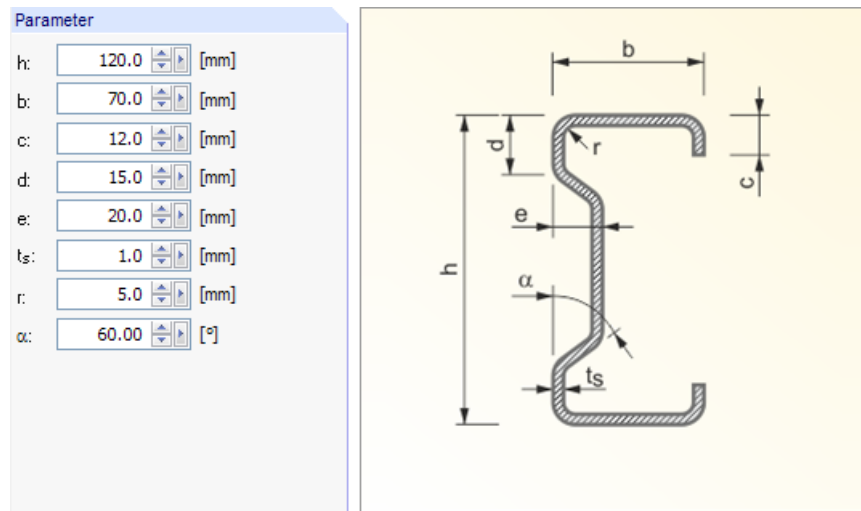 Parameter
h: 120.0 [mm]
b: 70.0 [mm]
c: 12.0 [mm]
d: 15.0 [mm]
e: 20.0 [mm]
ts: 1.0 [mm]
r: 5.0 [mm]
α: 60.00 [°]
b
d
r
c
e
h
α
ts